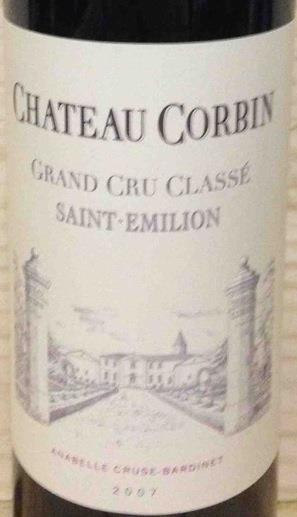 CHATEAU CORBIN
GRAND CRU CLASSÉ
SAINT-EMILION
ANABELLE CRUSE-BARDINET
2007